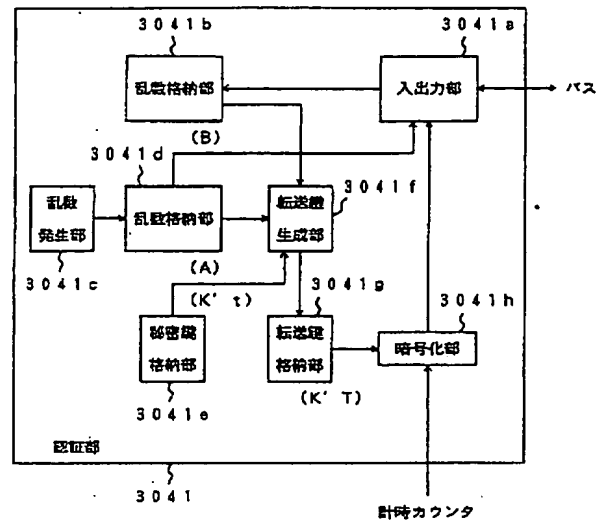 3041b
3041a
乱数格納部
入出力部
バス
(B)
3041d
3041f
乱数
発生部
乱数格納部
転送鍵
生成部
3041c
(A)
(K't)
3041g
3041h
秘密鍵
格納部
転送鍵
格納部
暗号化部
3041e
(K'T)
認証部
3041
計時カウンタ